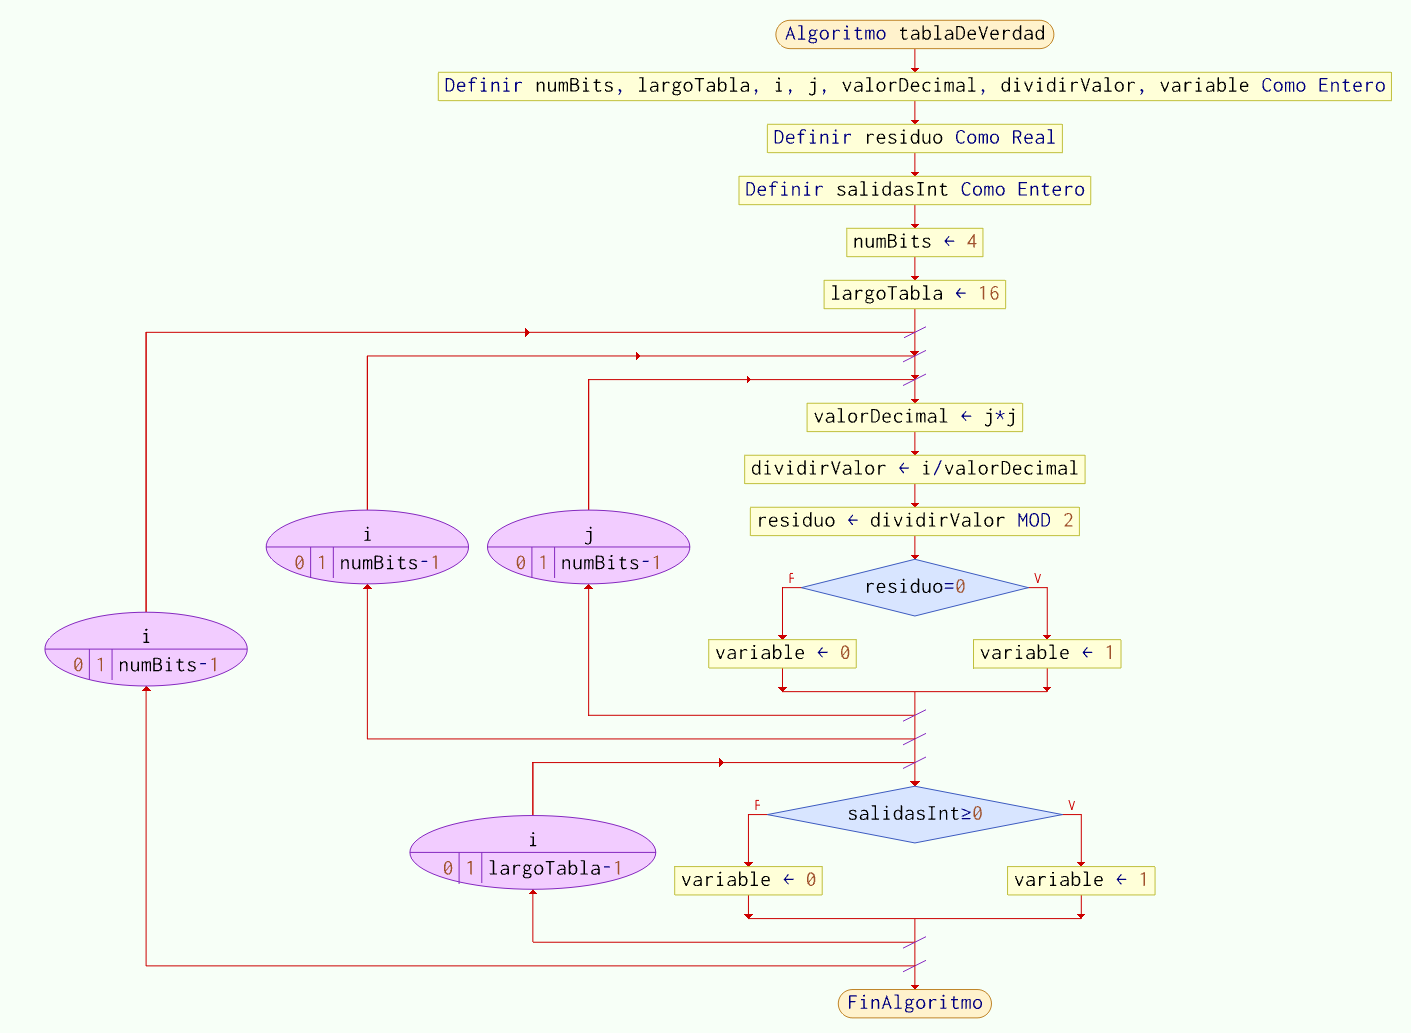 Algoritmo tablaDeVerdad
Definir numBits, largoTabla, i, j, valorDecimal, dividirValor, variable Como Entero
Definir residuo Como Real
Definir salidasInt Como Entero
numBits ← 4
largoTabla ← 16
valorDecimal ← j*j
dividirValor ← i/valorDecimal
residuo ← dividirValor MOD 2
i
0 1 numBits-1
j
0 1 numBits-1
F
V
residuo=0
i
0 1 numBits-1
variable ← 0
variable ← 1
F
V
salidasInt≥0
i
0 1 largoTabla-1
variable ← 0
variable ← 1
FinAlgoritmo